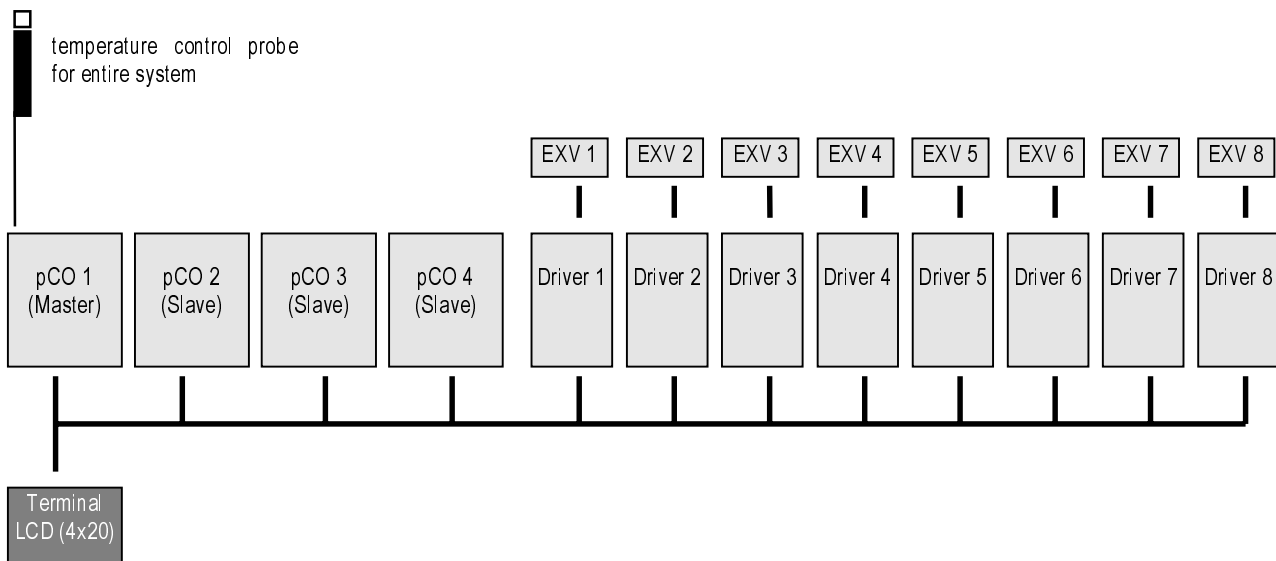 temperature control probe
for entire system
EXV 1
EXV 2
EXV 3
EXV 4
EXV 5
EXV 6
EXV 7
EXV 8
pCO 1
(Master)
pCO 2
(Slave)
pCO 3
(Slave)
pCO 4
(Slave)
Driver 1
Driver 2
Driver 3
Driver 4
Driver 5
Driver 6
Driver 7
Driver 8
Terminal
LCD (4x20)